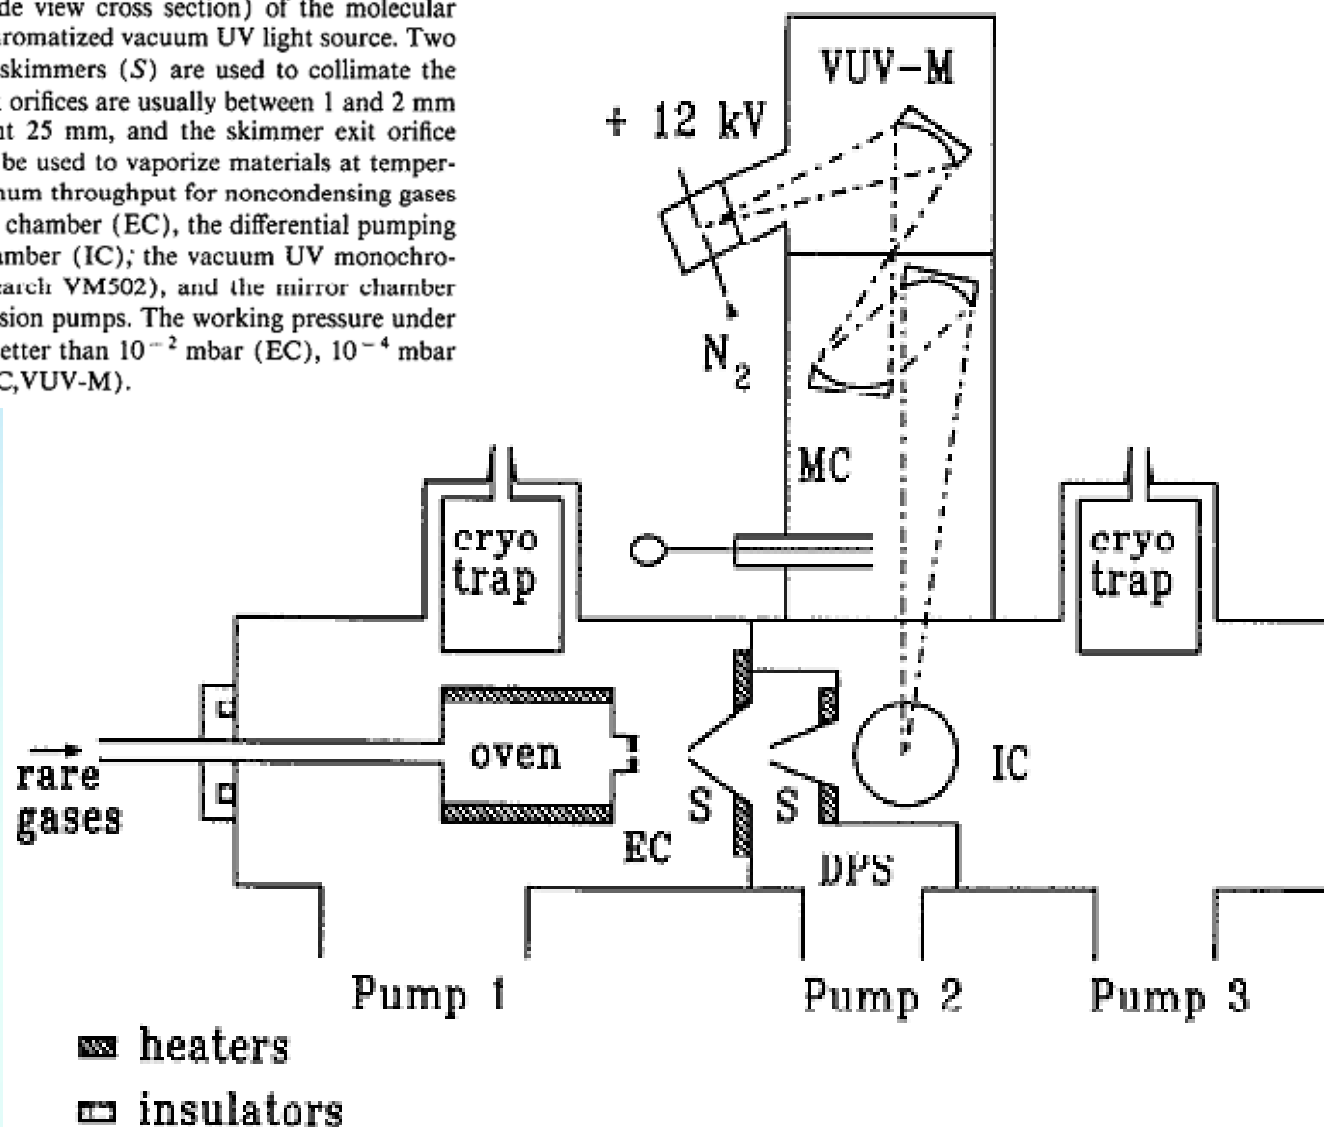 de view cross section) of the molecular
romatized vacuum UV light source. Two
skimmers (S) are used to collimate the
orifices are usually between 1 and 2 mm
nt 25 mm, and the skimmer exit orifice
be used to vaporize materials at temper-
num throughput for noncondensing gases
chamber (EC), the differential pumping
amber (IC); the vacuum UV monochro-
earch VM502), and the mirror chamber
sion pumps. The working pressure under
etter than 10⁻² mbar (EC), 10⁻⁴ mbar
C,VUV-M).
VUV-M
+ 12 kV
N₂
MC
cryo
trap
cryo
trap
oven
rare
gases
S
S
IC
EC
DPS
Pump 1
Pump 2
Pump 3
heaters
insulators